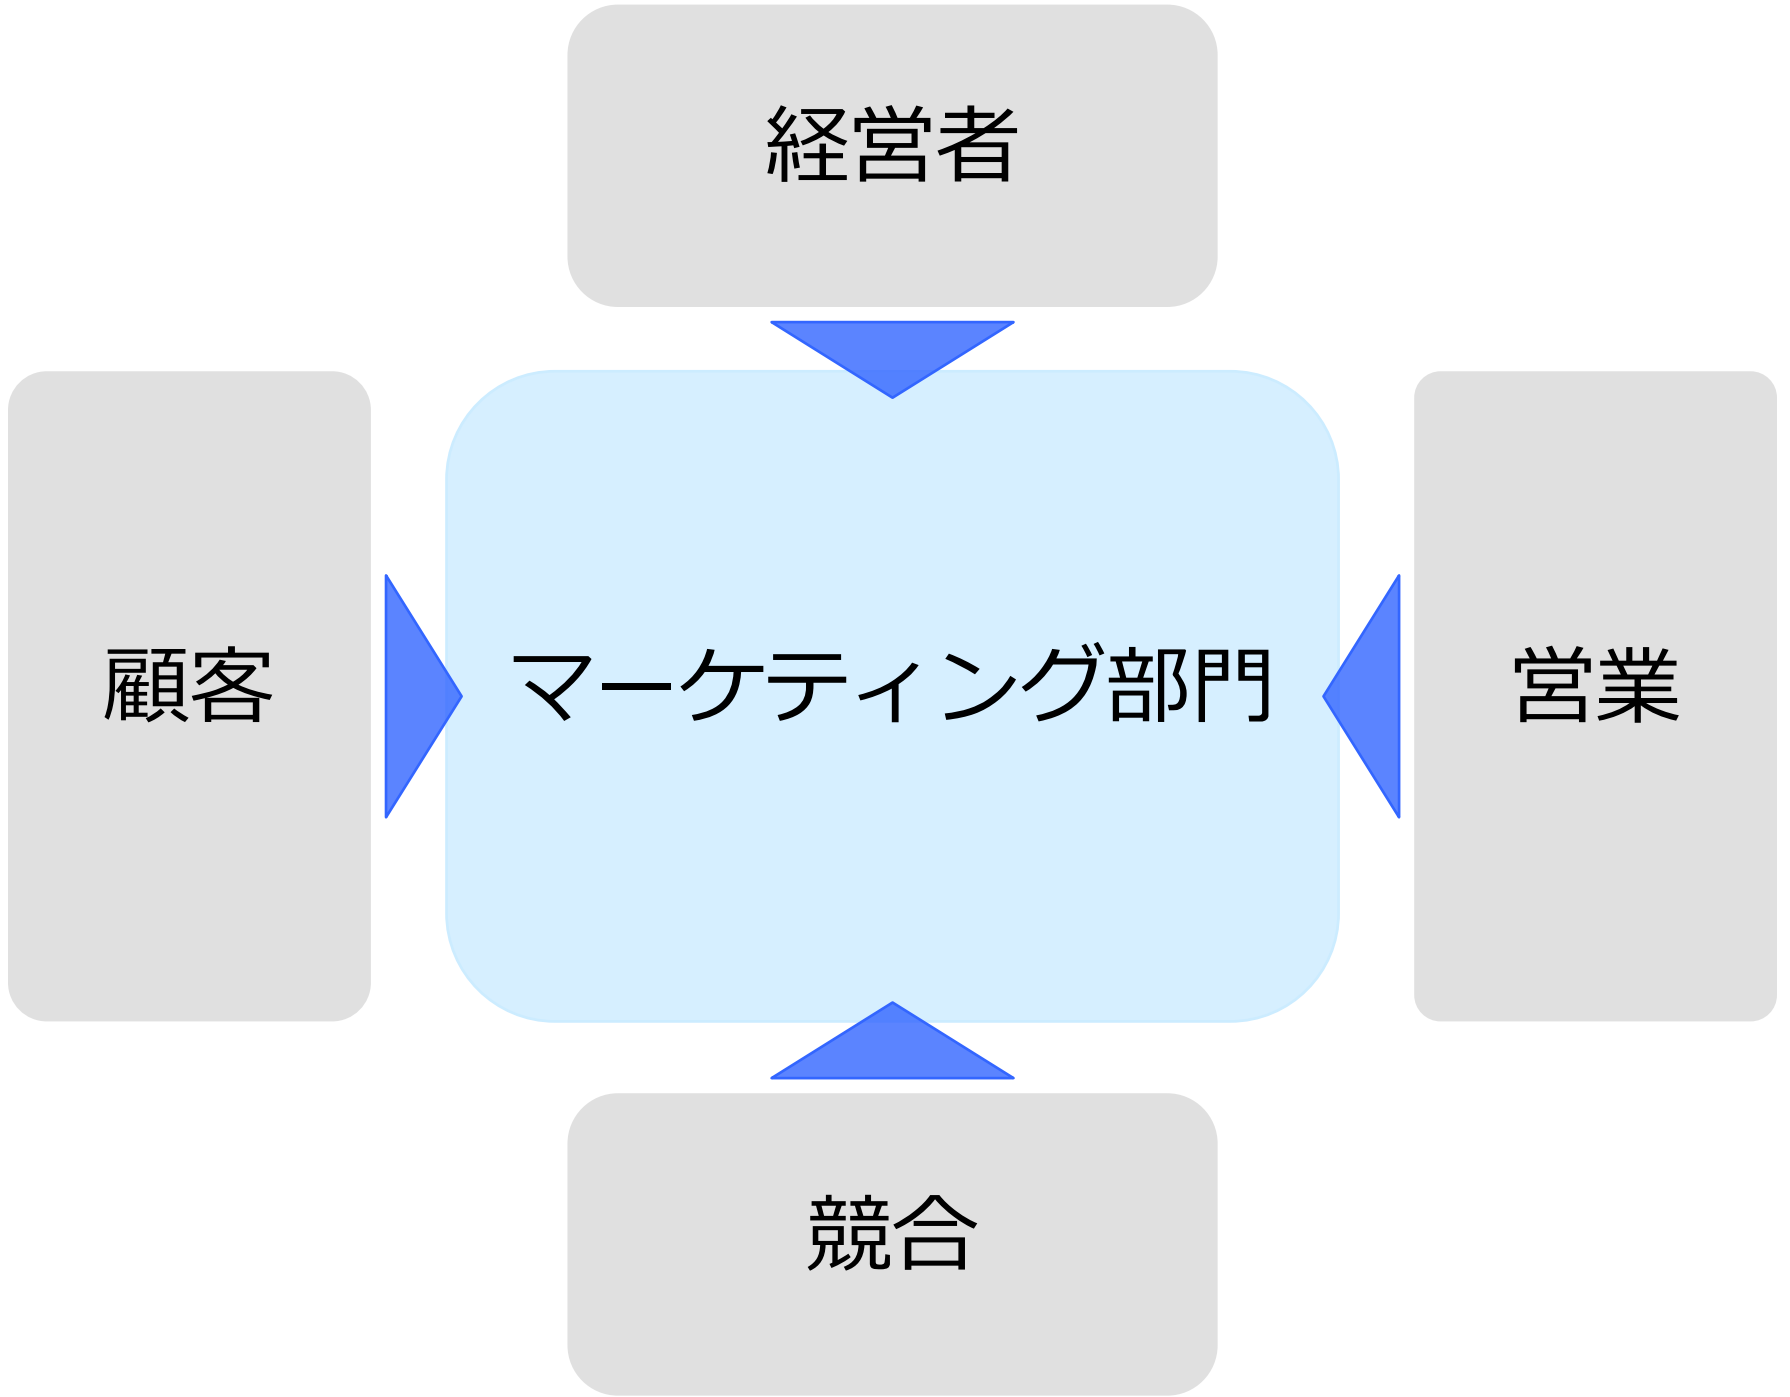 経営者
顧客
マーケティング部門
営業
競合